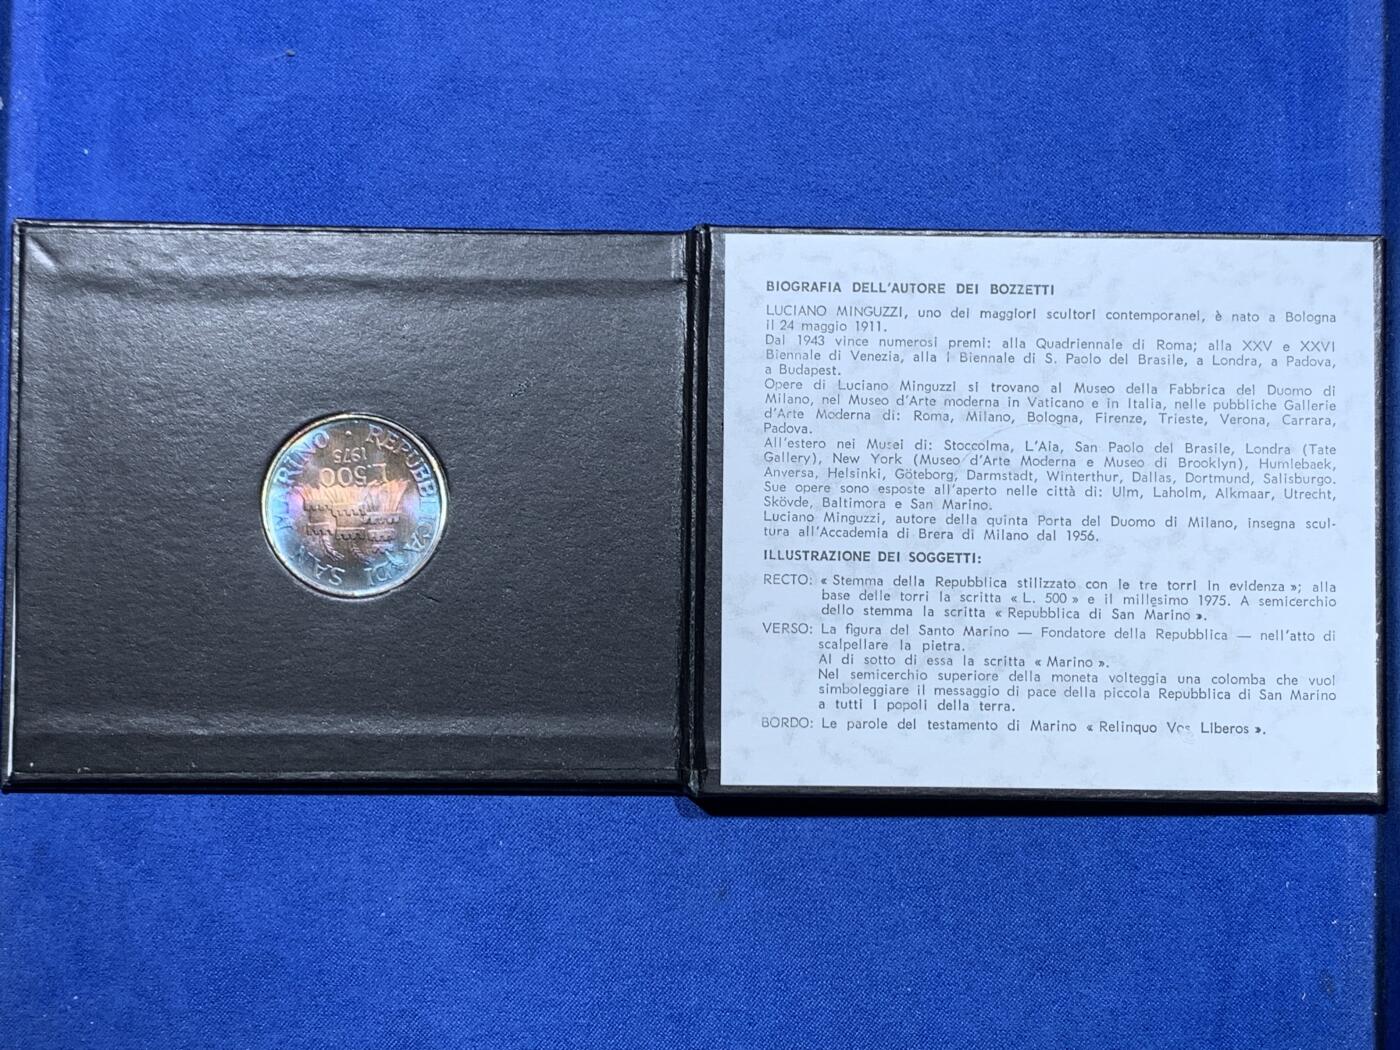 REPUBBLICA DI SAN MARINO
L.500
1975
BIOGRAFIA DELL'AUTORE DEI BOZZETTI
LUCIANO MINGUZZI, uno dei maggiori scultori contemporanei, è nato a Bologna
il 24 maggio 1911.
Dal 1943 vince numerosi premi: alla Quadriennale di Roma; alla XXV e XXVI
Biennale di Venezia, alla I Biennale di S. Paolo del Brasile, a Londra, a Padova,
a Budapest.
Opere di Luciano Minguzzi si trovano al Museo della Fabbrica del Duomo di
Milano, nel Museo d'Arte moderna in Vaticano e in Italia, nelle pubbliche Gallerie
d'Arte Moderna di: Roma, Milano, Bologna, Firenze, Trieste, Verona, Carrara,
Padova.
All'estero nei Musei di: Stoccolma, L'Aia, San Paolo del Brasile, Londra (Tate
Gallery), New York (Museo d'Arte Moderna e Museo di Brooklyn), Humlebaek,
Anversa, Helsinki, Göteborg, Darmstadt, Winterthur, Dallas, Dortmund, Salisburgo.
Sue opere sono esposte all'aperto nelle città di: Ulm, Laholm, Alkmaar, Utrecht,
Skövde, Baltimora e San Marino.
Luciano Minguzzi, autore della quinta Porta del Duomo di Milano, insegna scul-
tura all'Accademia di Brera di Milano dal 1956.
ILLUSTRAZIONE DEI SOGGETTI:
RECTO: « Stemma della Repubblica stilizzato con le tre torri in evidenza »; alla
base delle torri la scritta « L. 500 » e il millesimo 1975. A semicerchio
dello stemma la scritta « Repubblica di San Marino ».
VERSO: La figura del Santo Marino — Fondatore della Repubblica — nell'atto di
scalpellare la pietra.
Al di sotto di essa la scritta « Marino ».
Nel semicerchio superiore della moneta volteggia una colomba che vuol
simboleggiare il messaggio di pace della piccola Repubblica di San Marino
a tutti i popoli della terra.
BORDO: Le parole del testamento di Marino « Relinquo Vos Liberos ».